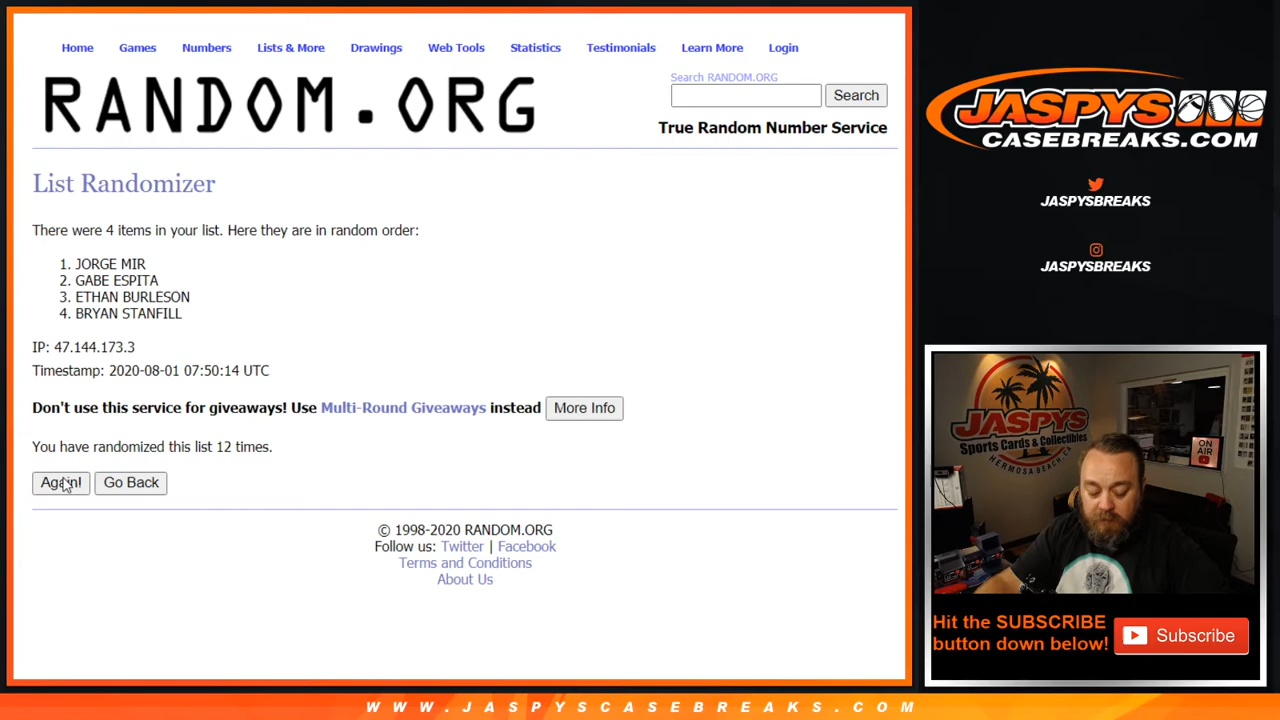 Home Games Numbers Lists & More Drawings Web Tools Statistics Testimonials Learn More Login
RANDOM.ORG
Search RANDOM.ORG
Search
True Random Number Service
List Randomizer
There were 4 items in your list. Here they are in random order:
1. JORGE MIR
2. GABE ESPITA
3. ETHAN BURLESON
4. BRYAN STANFILL
IP: 47.144.173.3
Timestamp: 2020-08-01 07:50:14 UTC
Don't use this service for giveaways! Use Multi-Round Giveaways instead More Info
You have randomized this list 12 times.
Again! Go Back
© 1998-2020 RANDOM.ORG
Follow us: Twitter | Facebook
Terms and Conditions
About Us
JASPYS
CASEBREAKS.COM
JASPYSBREAKS
JASPYSBREAKS
JASPYS
Sports Cards & Collectibles
HERMOSA BEACH, CA
ON AIR
Hit the SUBSCRIBE
button down below!
Subscribe
WWW.JASPYSCASEBREAKS.COM